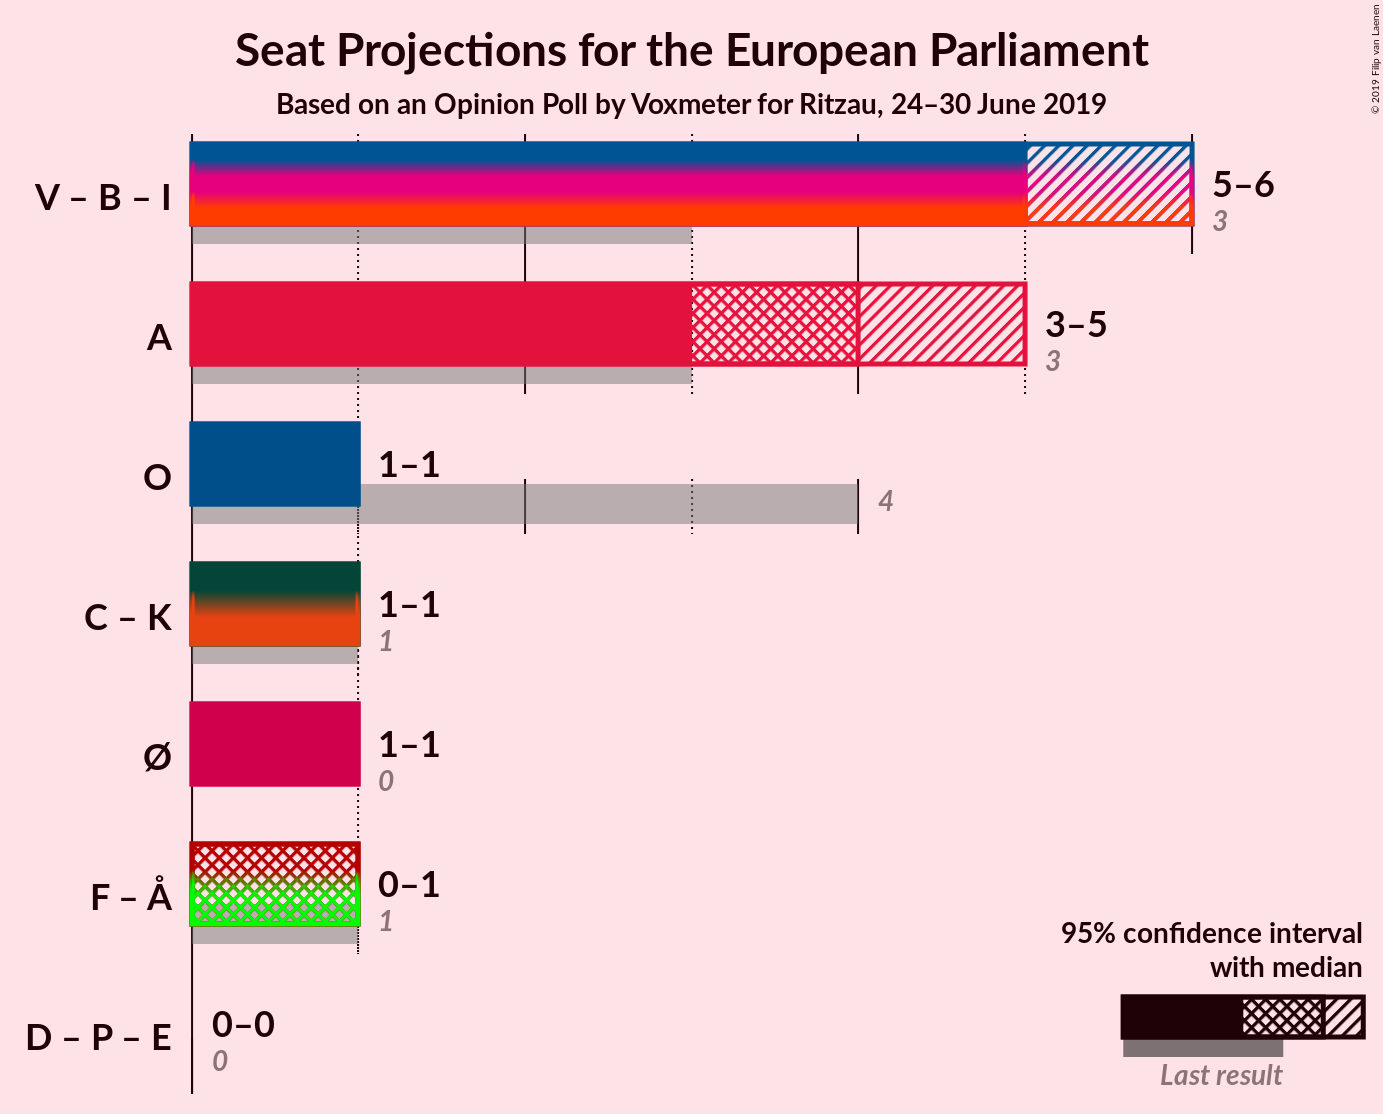 Seat Projections for the European Parliament
Based on an Opinion Poll by Voxmeter for Ritzau, 24–30 June 2019
© 2019 Filip van Laenen
V – B – I
5–6
3
A
3–5
3
O
1–1
4
C – K
1–1
1
Ø
1–1
0
F – Å
0–1
1
D – P – E
0–0
0
95% confidence interval
with median
Last result